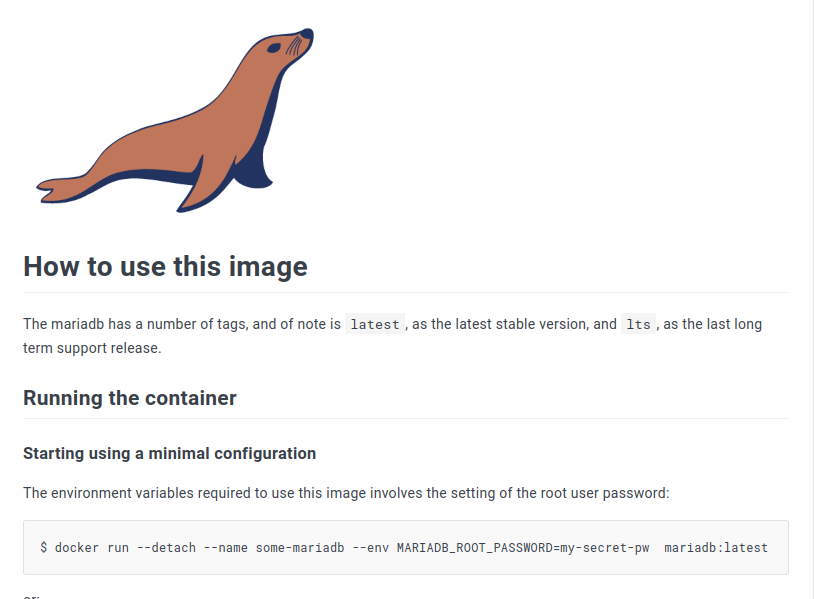 How to use this image
The mariadb has a number of tags, and of note is latest, as the latest stable version, and lts, as the last long
term support release.
Running the container
Starting using a minimal configuration
The environment variables required to use this image involves the setting of the root user password:
$ docker run --detach --name some-mariadb --env MARIADB_ROOT_PASSWORD=my-secret-pw  mariadb:latest
or: